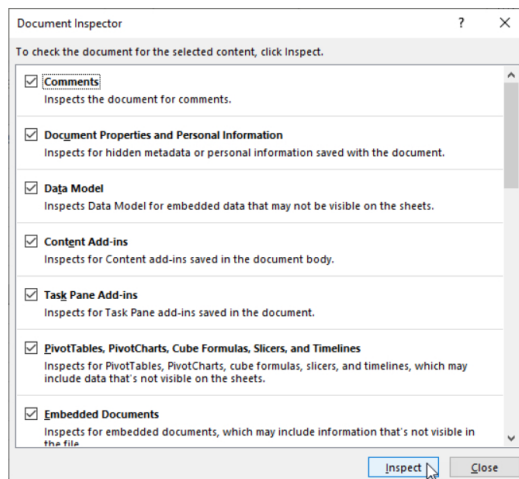 Document Inspector
To check the document for the selected content, click Inspect.
Comments
Inspects the document for comments.
Document Properties and Personal Information
Inspects for hidden metadata or personal information saved with the document.
Data Model
Inspects Data Model for embedded data that may not be visible on the sheets.
Content Add-ins
Inspects for Content add-ins saved in the document body.
Task Pane Add-ins
Inspects for Task Pane add-ins saved in the document.
PivotTables, PivotCharts, Cube Formulas, Slicers, and Timelines
Inspects for PivotTables, PivotCharts, cube formulas, slicers, and timelines, which may
include data that's not visible on the sheets.
Embedded Documents
Inspects for embedded documents, which may include information that's not visible in
the file.
Inspect Close